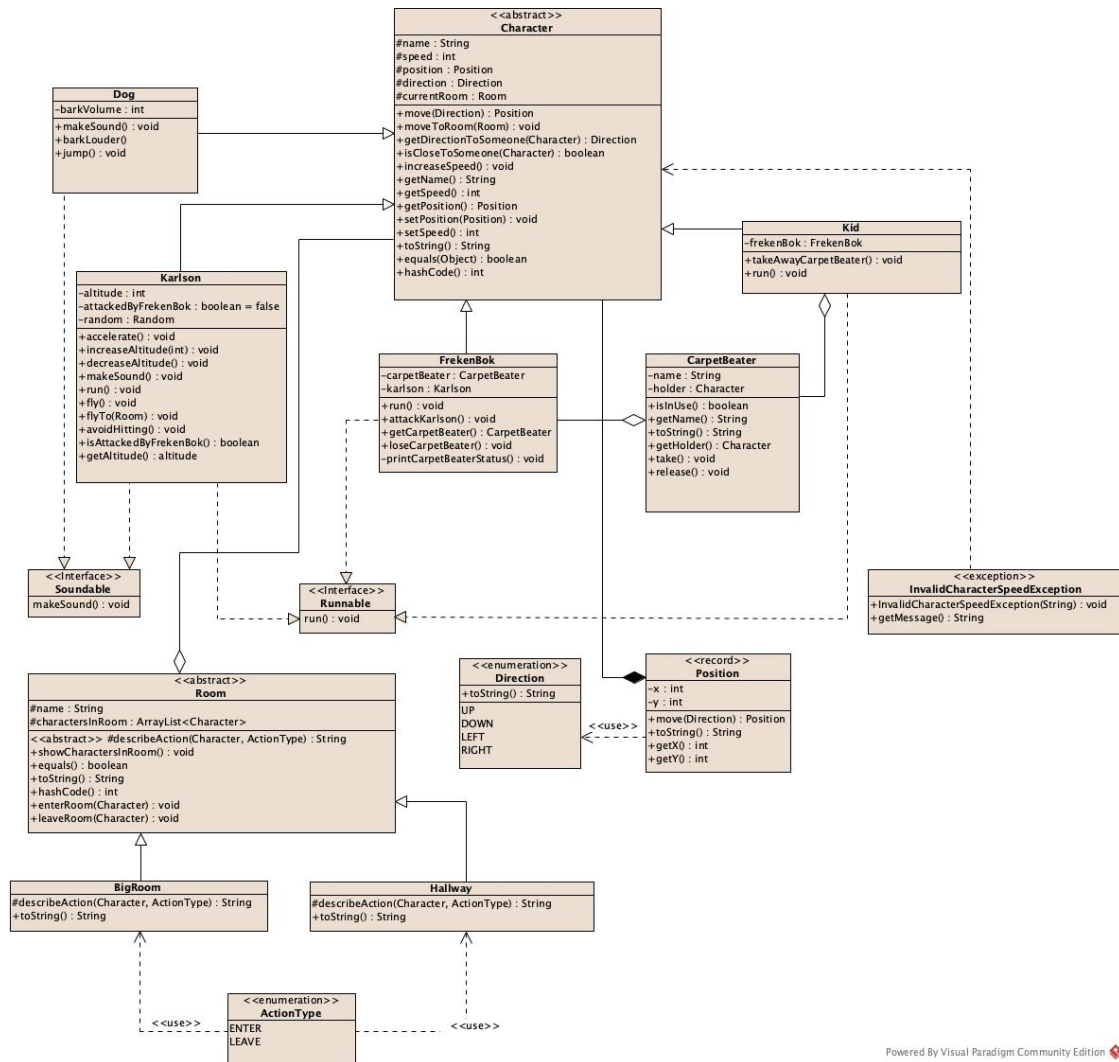 <<abstract>>
Character
#name : String
#speed : int
#position : Position
#direction : Direction
#currentRoom : Room
+move(Direction) : Position
+moveToRoom(Room) : void
+getDirectionToSomeone(Character) : Direction
+isCloseToSomeone(Character) : boolean
+increaseSpeed() : void
+getName() : String
+getSpeed() : int
+getPosition() : Position
+setPosition(Position) : void
+setSpeed() : int
+toString() : String
+equals(Object) : boolean
+hashCode() : int
Dog
-barkVolume : int
+makeSound() : void
+barkLouder()
+jump() : void
Kid
-frekenBok : FrekenBok
+takeAwayCarpetBeater() : void
+run() : void
Karlson
-altitude : int
-attackedByFrekenBok : boolean = false
-random : Random
+accelerate() : void
+increaseAltitude(int) : void
+decreaseAltitude() : void
+makeSound() : void
+run() : void
+fly() : void
+flyTo(Room) : void
+avoidHitting() : void
+isAttackedByFrekenBok() : boolean
+getAltitude() : altitude
FrekenBok
-carpetBeater : CarpetBeater
-karlson : Karlson
+run() : void
+attackKarlson() : void
+getCarpetBeater() : CarpetBeater
+loseCarpetBeater() : void
-printCarpetBeaterStatus() : void
CarpetBeater
-name : String
-holder : Character
+isInUse() : boolean
+getName() : String
+toString() : String
+getHolder() : Character
+take() : void
+release() : void
<<Interface>>
Soundable
makeSound() : void
<<Interface>>
Runnable
run() : void
<<exception>>
InvalidCharacterSpeedException
+InvalidCharacterSpeedException(String) : void
+getMessage() : String
<<abstract>>
Room
#name : String
#charactersInRoom : ArrayList<Character>
<<abstract>> #describeAction(Character, ActionType) : String
+showCharactersInRoom() : void
+equals() : boolean
+toString() : String
+hashCode() : int
+enterRoom(Character) : void
+leaveRoom(Character) : void
<<enumeration>>
Direction
+toString() : String
UP
DOWN
LEFT
RIGHT
<<use>>
<<record>>
Position
-x : int
-y : int
+move(Direction) : Position
+toString() : String
+getX() : int
+getY() : int
BigRoom
#describeAction(Character, ActionType) : String
+toString() : String
Hallway
#describeAction(Character, ActionType) : String
+toString() : String
<<enumeration>>
ActionType
ENTER
LEAVE
<<use>>
<<use>>
Powered By Visual Paradigm Community Edition